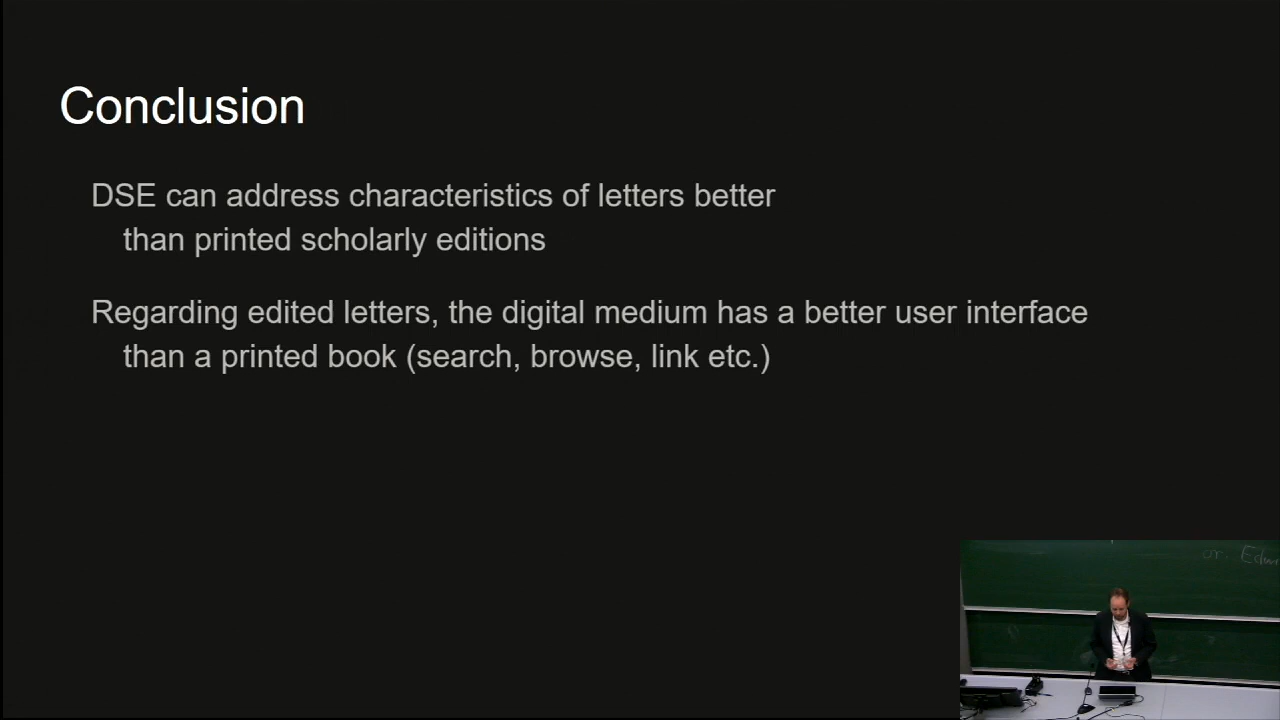 Conclusion
DSE can address characteristics of letters better
than printed scholarly editions
Regarding edited letters, the digital medium has a better user interface
than a printed book (search, browse, link etc.)
or.